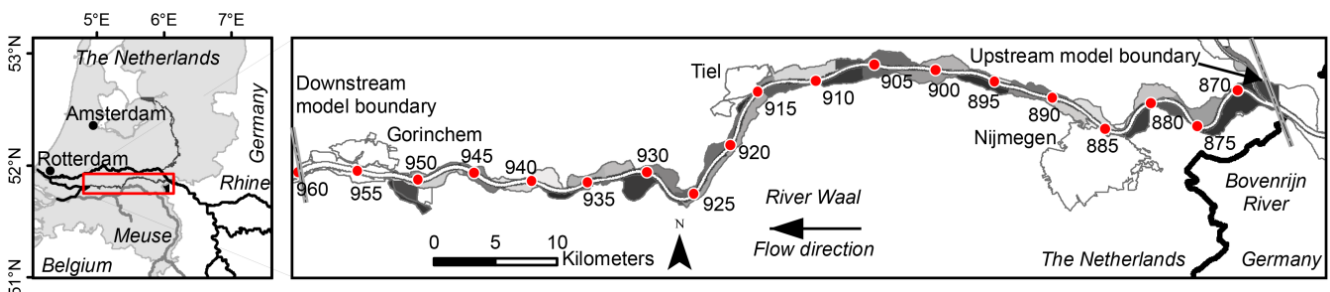 5°E 6°E 7°E
53°N
52°N
51°N
The Netherlands
Amsterdam
Rotterdam
Germany
Rhine
Meuse
Belgium
Downstream
model boundary
Gorinchem
Tiel
Upstream model boundary
Nijmegen
960
955
950
945
940
935
930
925
920
915
910
905
900
895
890
885
880
875
870
River Waal
Flow direction
N
0 5 10
Kilometers
Bovenrijn
River
The Netherlands
Germany